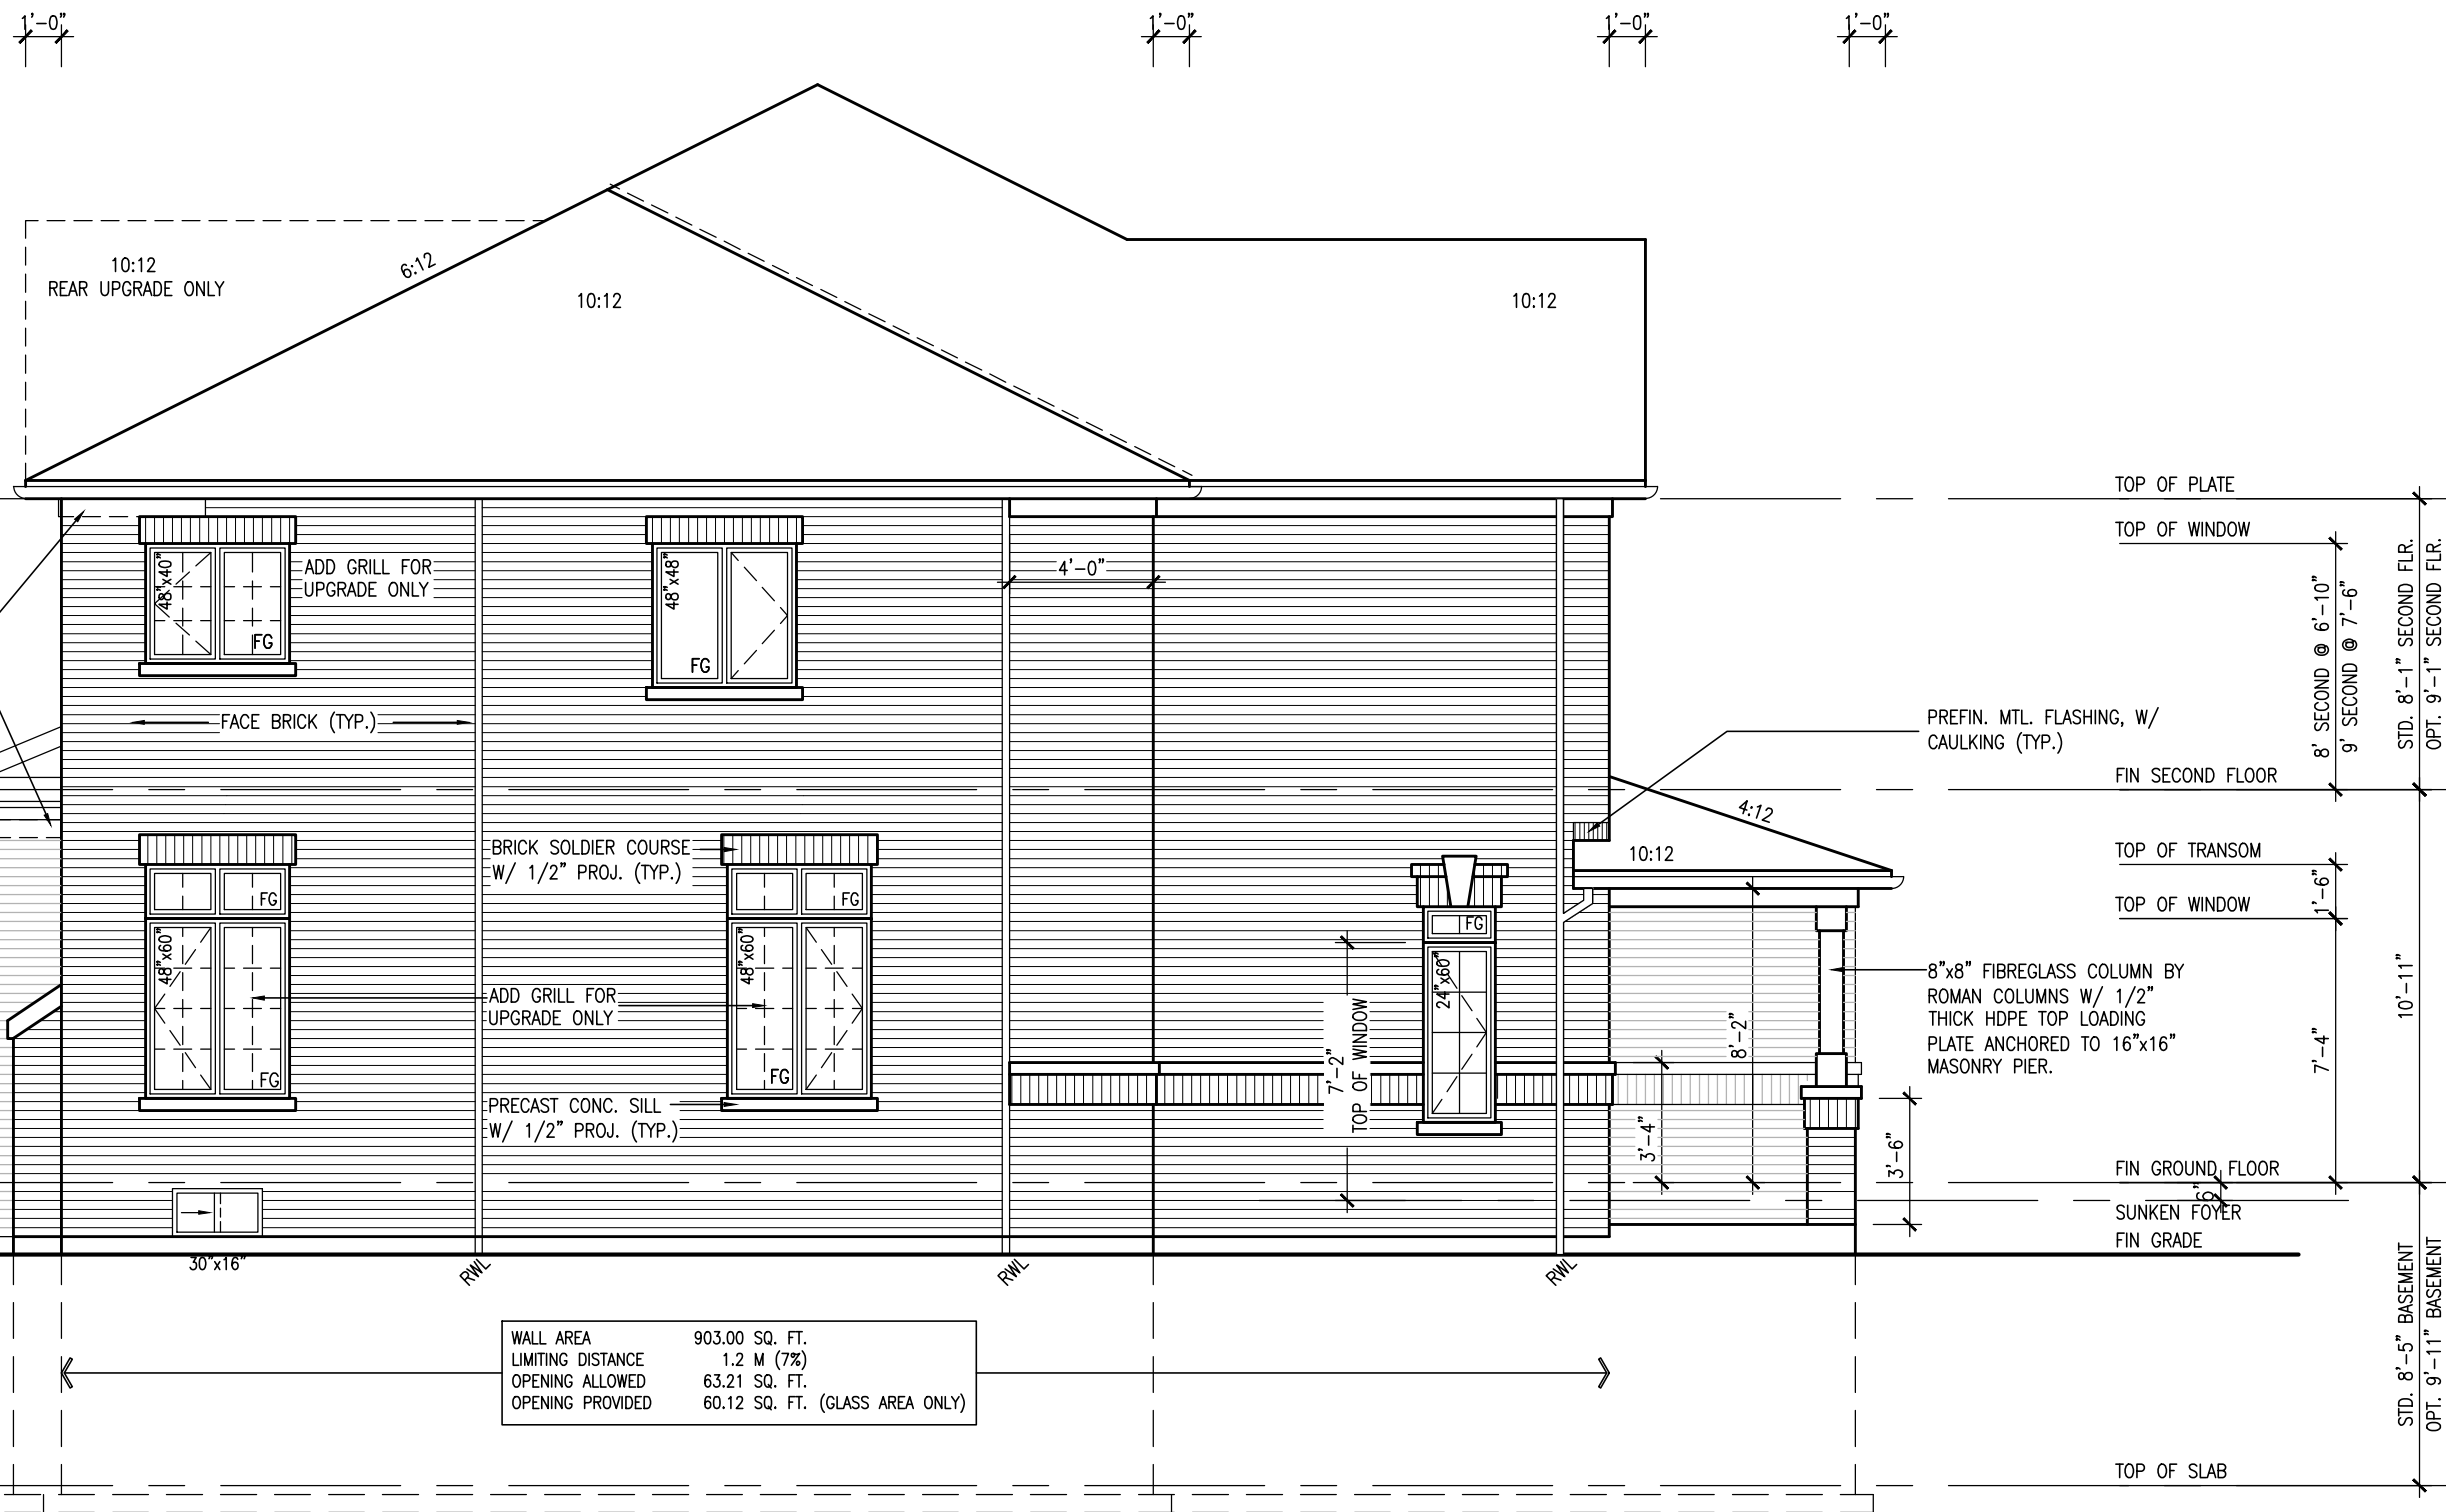 1'-0"
1'-0"
1'-0"
1'-0"
10:12
REAR UPGRADE ONLY
6:12
10:12
10:12
TOP OF PLATE
TOP OF WINDOW
48"x40"
FG
ADD GRILL FOR
UPGRADE ONLY
48"x48"
FG
4'-0"
8' SECOND @ 6'-10"
9' SECOND @ 7'-6"
STD. 8'-1" SECOND FLR.
OPT. 9'-1" SECOND FLR.
FACE BRICK (TYP.)
PREFIN. MTL. FLASHING, W/
CAULKING (TYP.)
FIN SECOND FLOOR
4:12
10:12
BRICK SOLDIER COURSE
W/ 1/2" PROJ. (TYP.)
TOP OF TRANSOM
1'-6"
TOP OF WINDOW
FG
48"x60"
FG
FG
48"x60"
FG
FG
24"x60"
ADD GRILL FOR
UPGRADE ONLY
8"x8" FIBREGLASS COLUMN BY
ROMAN COLUMNS W/ 1/2"
THICK HDPE TOP LOADING
PLATE ANCHORED TO 16"x16"
MASONRY PIER.
7'-2"
TOP OF WINDOW
8'-2"
3'-4"
3'-6"
7'-4"
10'-11"
PRECAST CONC. SILL
W/ 1/2" PROJ. (TYP.)
FIN GROUND FLOOR
6"
SUNKEN FOYER
FIN GRADE
30"x16"
RWL
RWL
RWL
WALL AREA 903.00 SQ. FT.
LIMITING DISTANCE 1.2 M (7%)
OPENING ALLOWED 63.21 SQ. FT.
OPENING PROVIDED 60.12 SQ. FT. (GLASS AREA ONLY)
STD. 8'-5" BASEMENT
OPT. 9'-11" BASEMENT
TOP OF SLAB